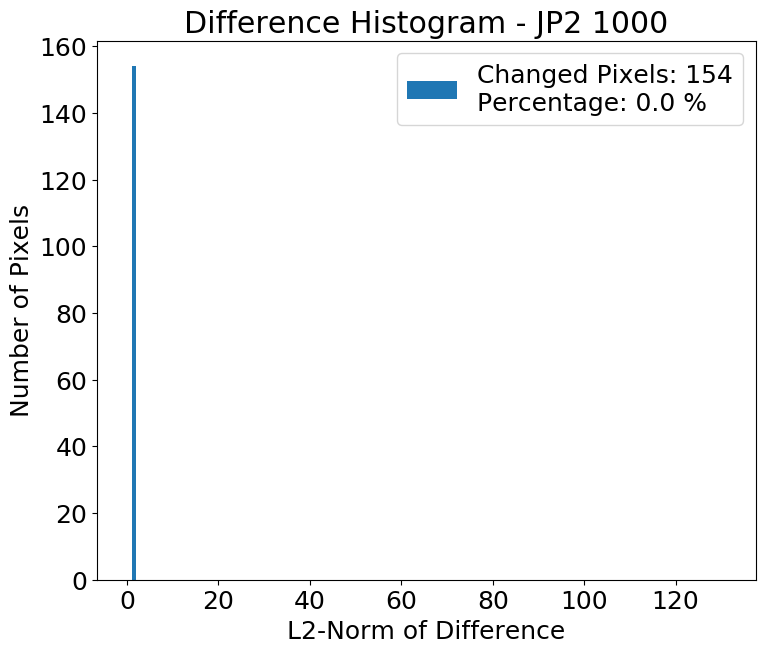 Difference Histogram - JP2 1000
160
140
120
100
80
60
40
20
0
Number of Pixels
Changed Pixels: 154
Percentage: 0.0 %
0 20 40 60 80 100 120
L2-Norm of Difference